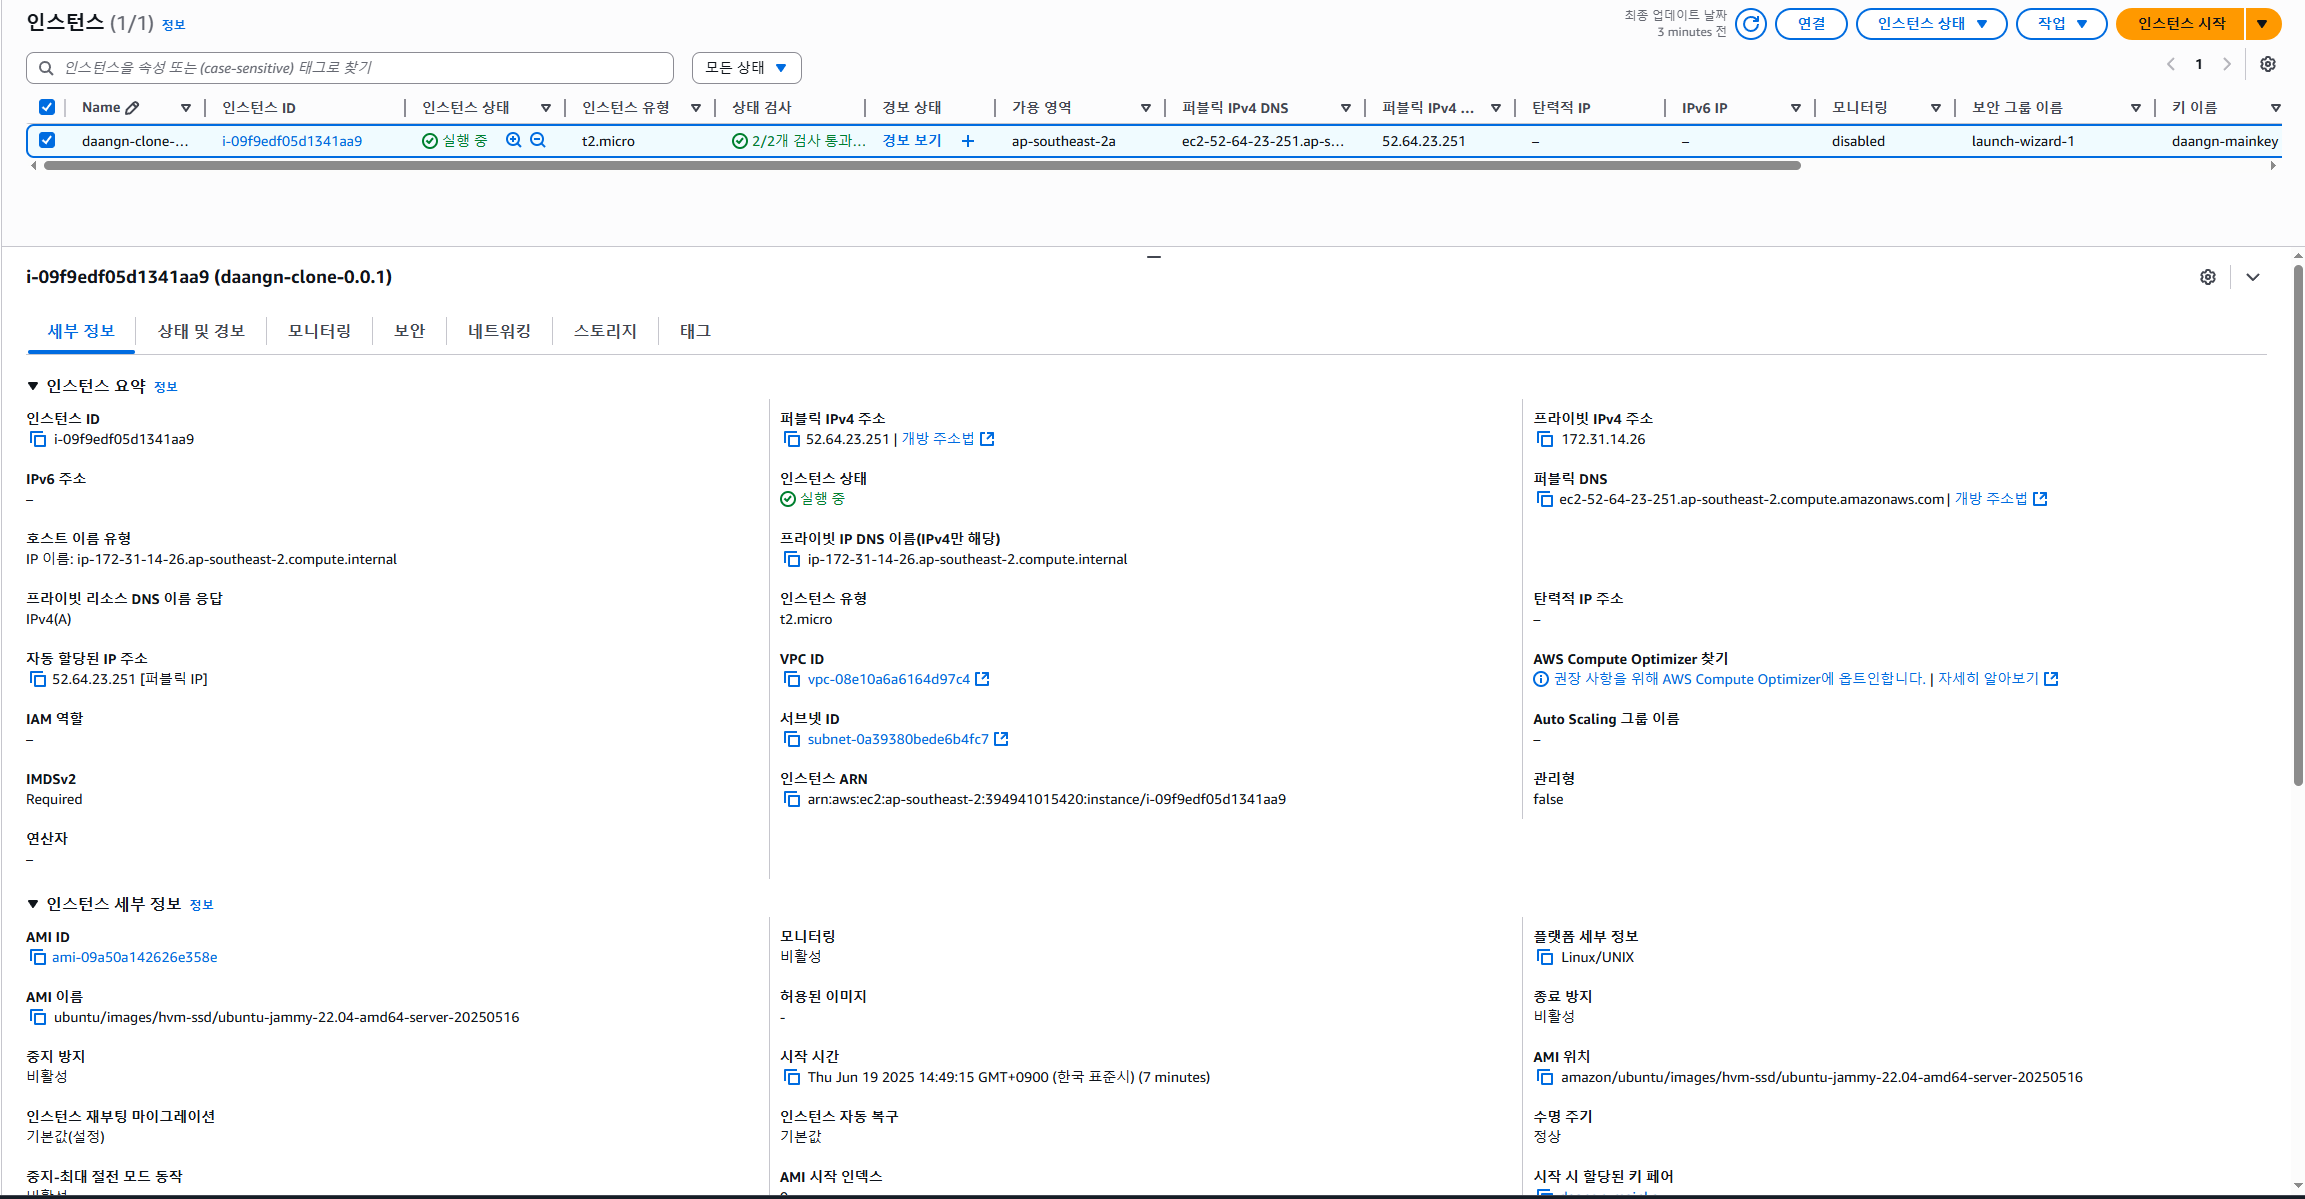 인스턴스 (1/1) 정보
최종 업데이트 날짜
3 minutes 전
연결
인스턴스 상태
작업
인스턴스 시작
인스턴스을 속성 또는 (case-sensitive) 태그로 찾기
모든 상태
1
Name 인스턴스 ID 인스턴스 상태 인스턴스 유형 상태 검사 경보 상태 가용 영역 퍼블릭 IPv4 DNS 퍼블릭 IPv4 ... 탄력적 IP IPv6 IP 모니터링 보안 그룹 이름 키 이름
daangn-clone-... i-09f9edf05d1341aa9 실행 중 t2.micro 2/2개 검사 통과... 경보 보기 + ap-southeast-2a ec2-52-64-23-251.ap-s... 52.64.23.251 – – disabled launch-wizard-1 daangn-mainkey
i-09f9edf05d1341aa9 (daangn-clone-0.0.1)
세부 정보 상태 및 경보 모니터링 보안 네트워킹 스토리지 태그
인스턴스 요약 정보
인스턴스 ID
i-09f9edf05d1341aa9
퍼블릭 IPv4 주소
52.64.23.251 | 개방 주소법
프라이빗 IPv4 주소
172.31.14.26
IPv6 주소
–
인스턴스 상태
실행 중
퍼블릭 DNS
ec2-52-64-23-251.ap-southeast-2.compute.amazonaws.com | 개방 주소법
호스트 이름 유형
IP 이름: ip-172-31-14-26.ap-southeast-2.compute.internal
프라이빗 IP DNS 이름(IPv4만 해당)
ip-172-31-14-26.ap-southeast-2.compute.internal
프라이빗 리소스 DNS 이름 응답
IPv4(A)
인스턴스 유형
t2.micro
탄력적 IP 주소
–
자동 할당된 IP 주소
52.64.23.251 [퍼블릭 IP]
VPC ID
vpc-08e10a6a6164d97c4
AWS Compute Optimizer 찾기
권장 사항을 위해 AWS Compute Optimizer에 옵트인합니다. | 자세히 알아보기
IAM 역할
–
서브넷 ID
subnet-0a39380bede6b4fc7
Auto Scaling 그룹 이름
–
IMDSv2
Required
인스턴스 ARN
arn:aws:ec2:ap-southeast-2:394941015420:instance/i-09f9edf05d1341aa9
관리형
false
연산자
–
인스턴스 세부 정보 정보
AMI ID
ami-09a50a142626e358e
모니터링
비활성
플랫폼 세부 정보
Linux/UNIX
AMI 이름
ubuntu/images/hvm-ssd/ubuntu-jammy-22.04-amd64-server-20250516
허용된 이미지
-
종료 방지
비활성
중지 방지
비활성
시작 시간
Thu Jun 19 2025 14:49:15 GMT+0900 (한국 표준시) (7 minutes)
AMI 위치
amazon/ubuntu/images/hvm-ssd/ubuntu-jammy-22.04-amd64-server-20250516
인스턴스 재부팅 마이그레이션
기본값(설정)
인스턴스 자동 복구
기본값
수명 주기
정상
중지-최대 절전 모드 동작
AMI 시작 인덱스
시작 시 할당된 키 페어